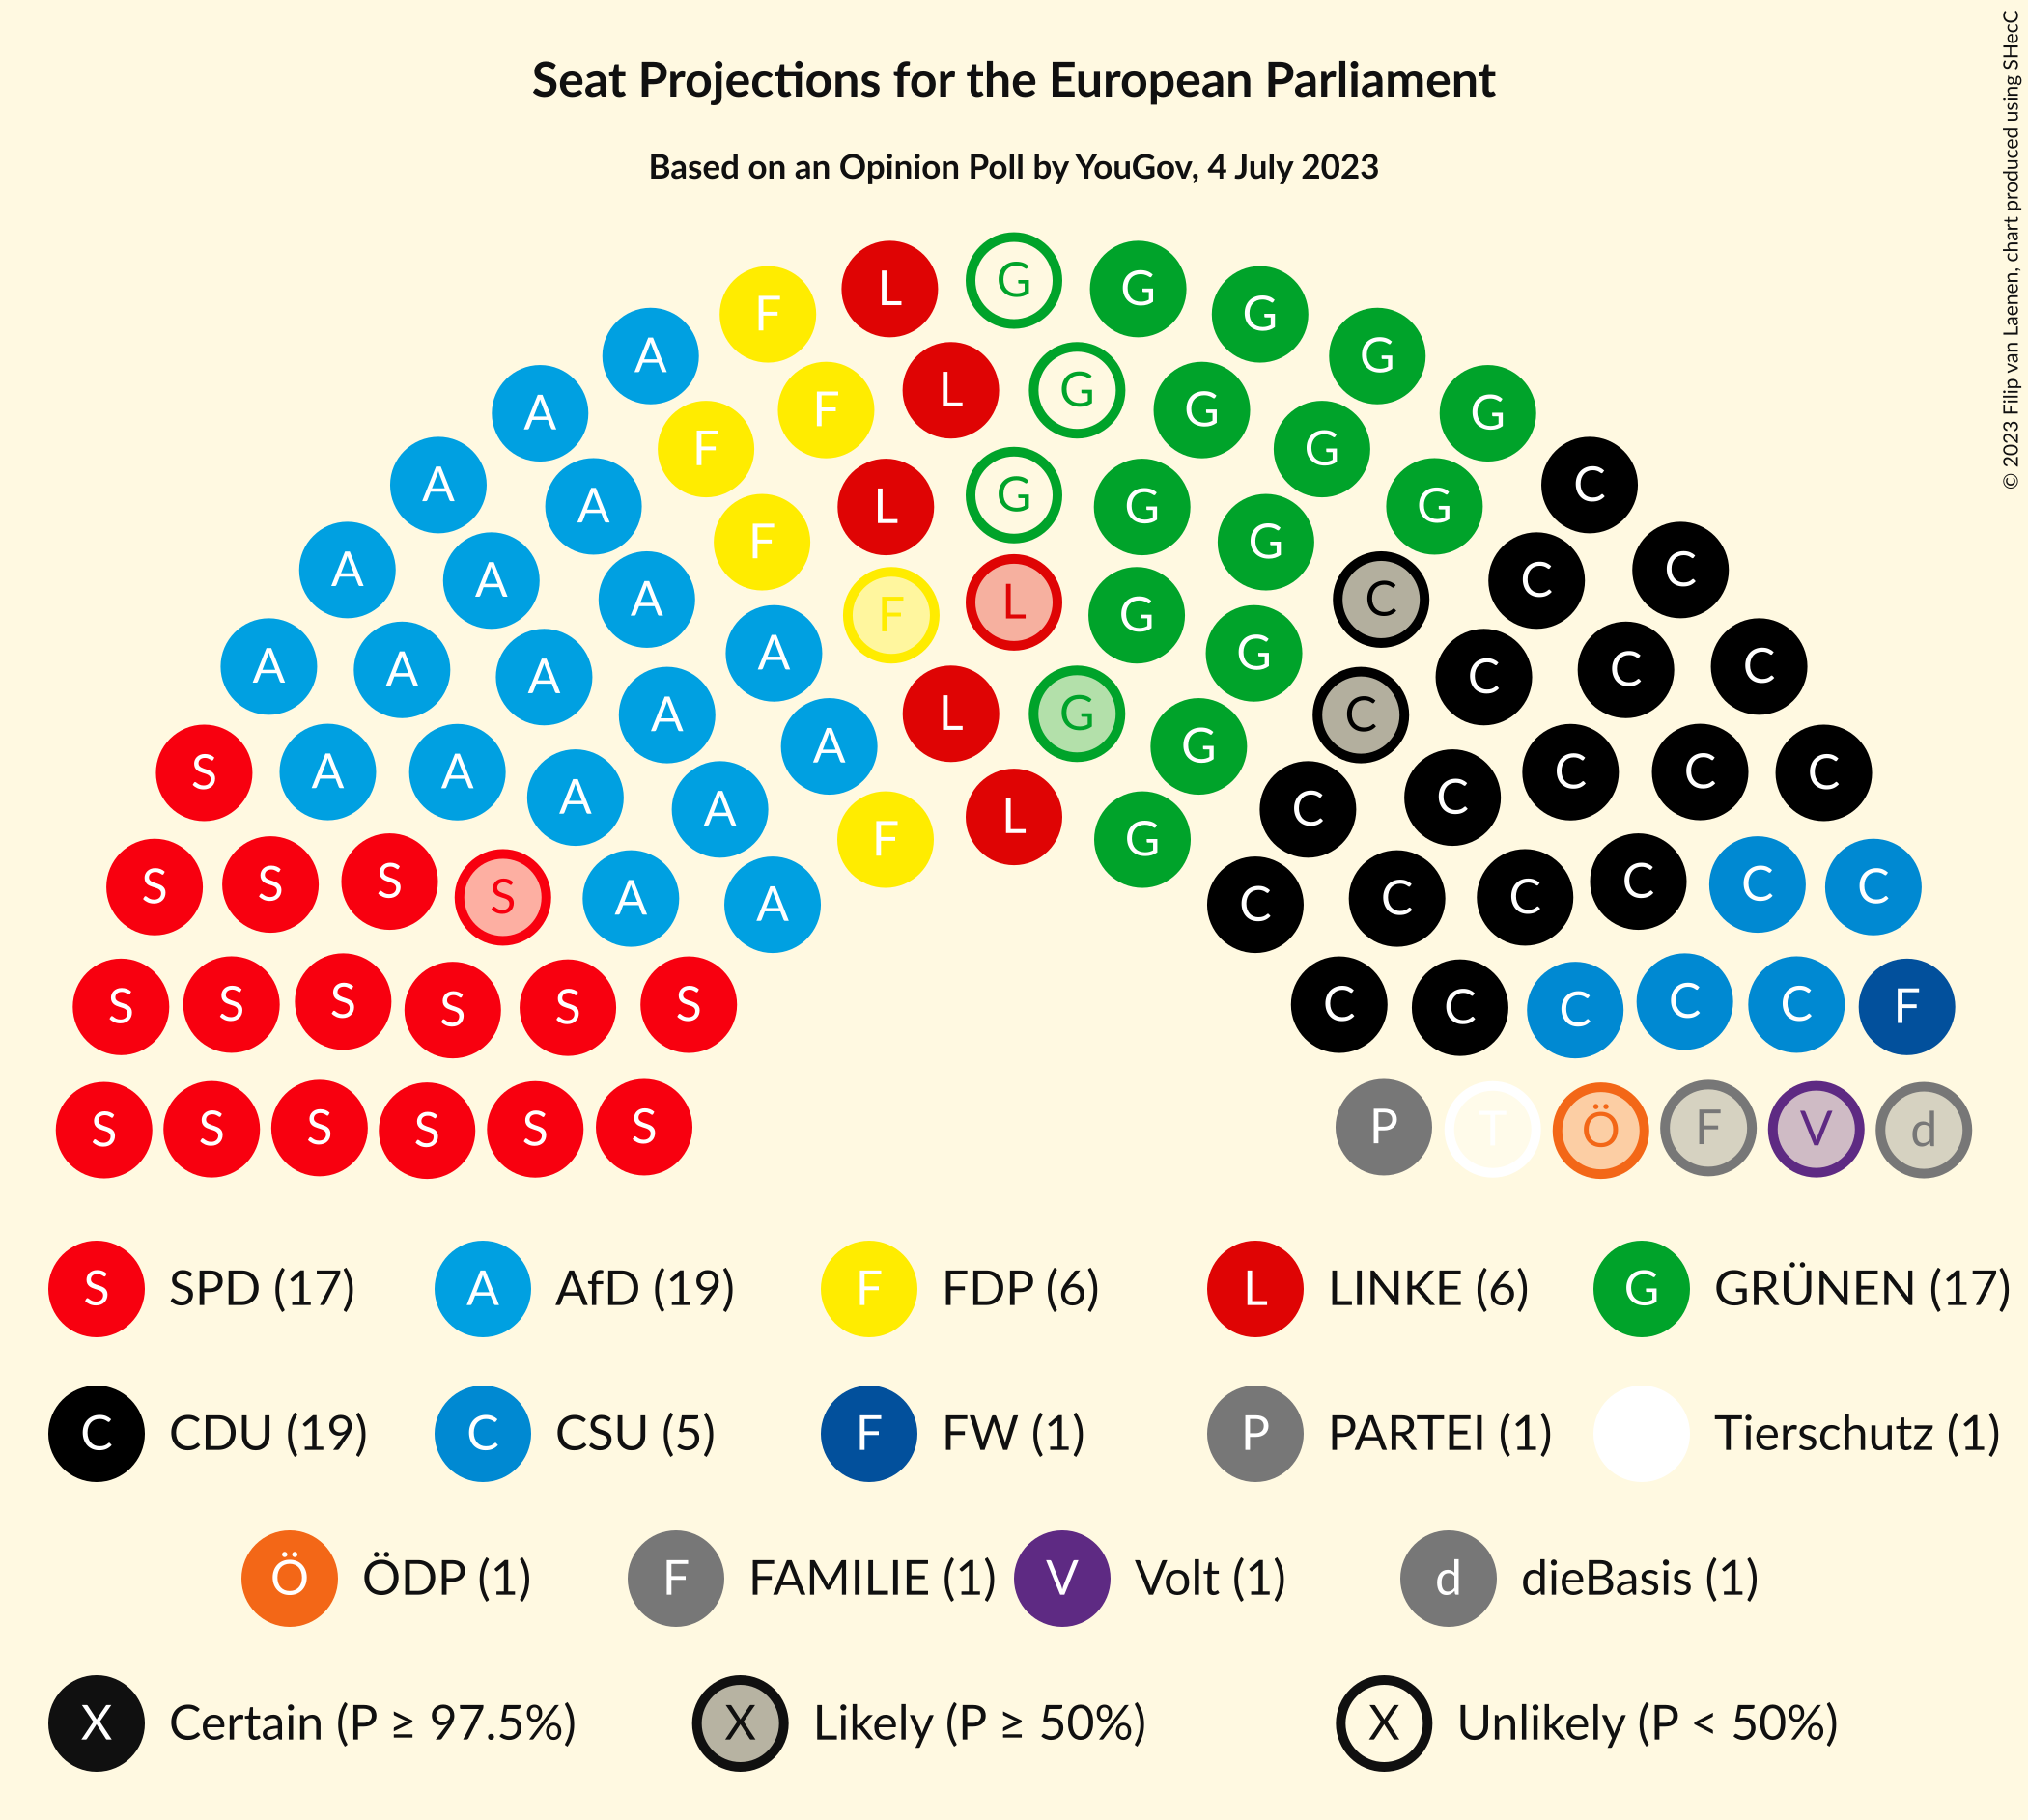 © 2023 Filip van Laenen, chart produced using SHecC
Seat Projections for the European Parliament
Based on an Opinion Poll by YouGov, 4 July 2023
F L G G G
A G
A F L G G G
F G
A A L G G G C
F G
A A A F L G C C C
A A A A G C C C
A L G C
S A A A G C C C
A A F L G C C
S S S S A A C C C C C C
S S S S S S C C C C C F
S S S S S S P T Ö F V d
S SPD (17) A AfD (19) F FDP (6) L LINKE (6) G GRÜNEN (17)
C CDU (19) C CSU (5) F FW (1) P PARTEI (1) Tierschutz (1)
Ö ÖDP (1) F FAMILIE (1) V Volt (1) d dieBasis (1)
X Certain (P ≥ 97.5%) X Likely (P ≥ 50%) X Unlikely (P < 50%)